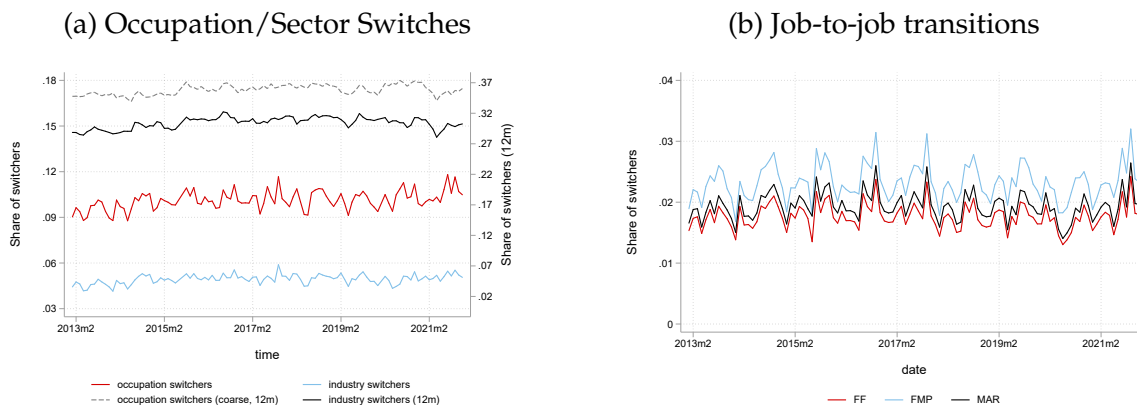 (a) Occupation/Sector Switches
.18
.15
.12
.09
.06
.03
Share of switchers
.37
.32
.27
.22
.17
.12
.07
.02
Share of switchers (12m)
2013m2 2015m2 2017m2 2019m2 2021m2
time
occupation switchers industry switchers
occupation switchers (coarse, 12m) industry switchers (12m)
(b) Job-to-job transitions
.04
.03
.02
.01
0
Share of switchers
2013m2 2015m2 2017m2 2019m2 2021m2
date
FF FMP MAR